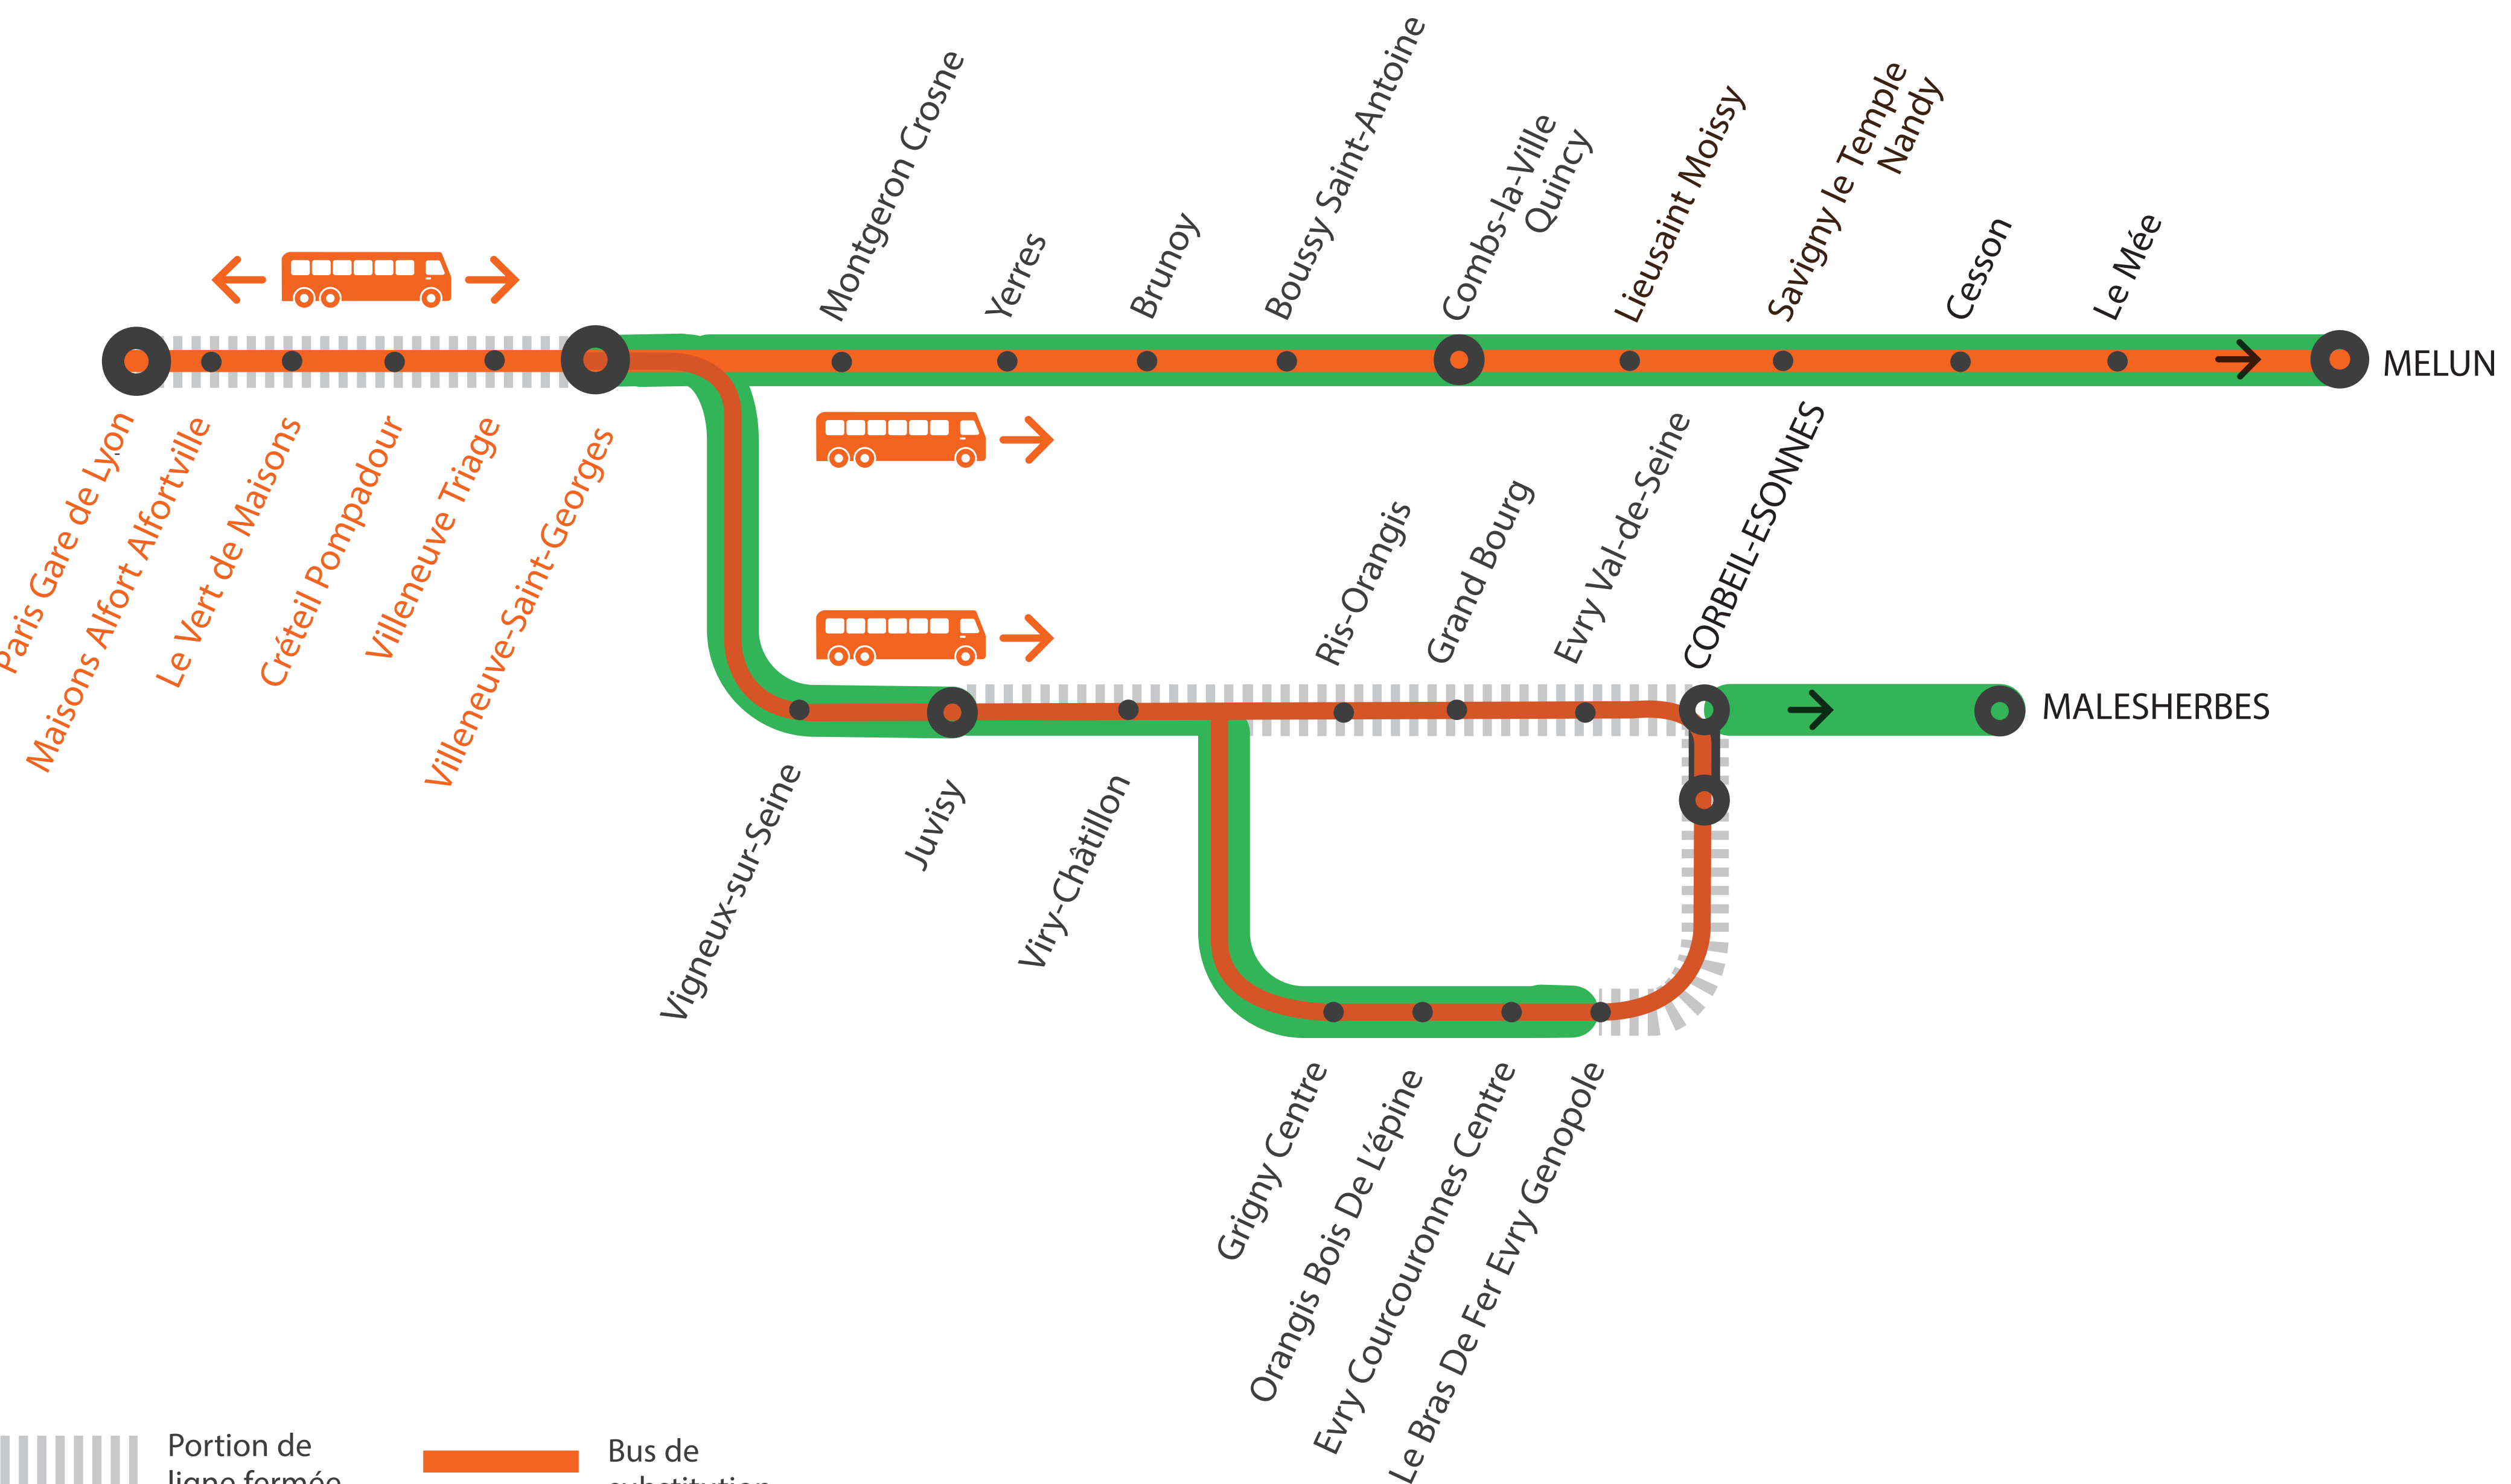 Montgeron Crosne
Yerres
Brunoy
Boussy Saint-Antoine
Combs-la-Ville
Quincy
Lieusaint Moissy
Savigny le Temple
Nandy
Cesson
Le Mée
MELUN
Paris Gare de Lyon
Maisons Alfort Alfortville
Le Vert de Maisons
Créteil Pompadour
Villeneuve Triage
Villeneuve-Saint-Georges
Ris-Orangis
Grand Bourg
Evry Val-de-Seine
CORBEIL-ESONNES
MALESHERBES
Vigneux-sur-Seine
Juvisy
Viry-Châtillon
Grigny Centre
Orangis Bois De L'épine
Evry Courcouronnes Centre
Le Bras De Fer Evry Genopole
Portion de
ligne fermée
Bus de
substitution